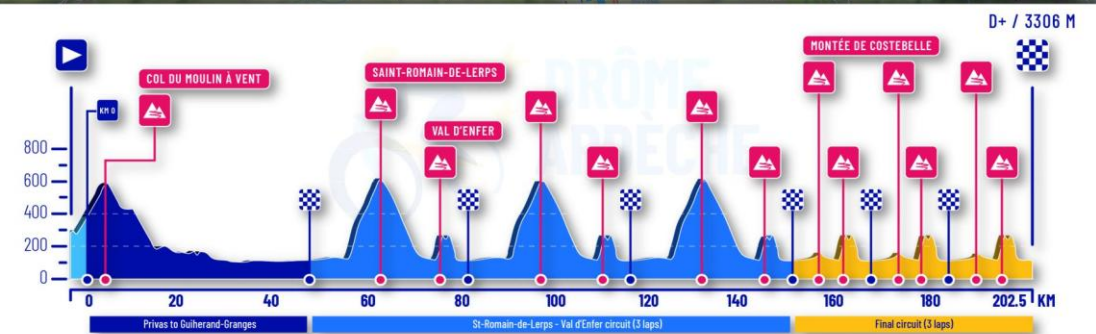 D+ / 3306 M
MONTÉE DE COSTEBELLE
COL DU MOULIN À VENT
SAINT-ROMAIN-DE-LERPS
DRÔME
ARDÈCHE
KM 0
VAL D'ENFER
800
600
400
200
0
0 20 40 60 80 100 120 140 160 180 202.5 KM
Privas to Guiherand-Granges
St-Romain-de-Lerps - Val d'Enfer circuit (3 laps)
Final circuit (3 laps)